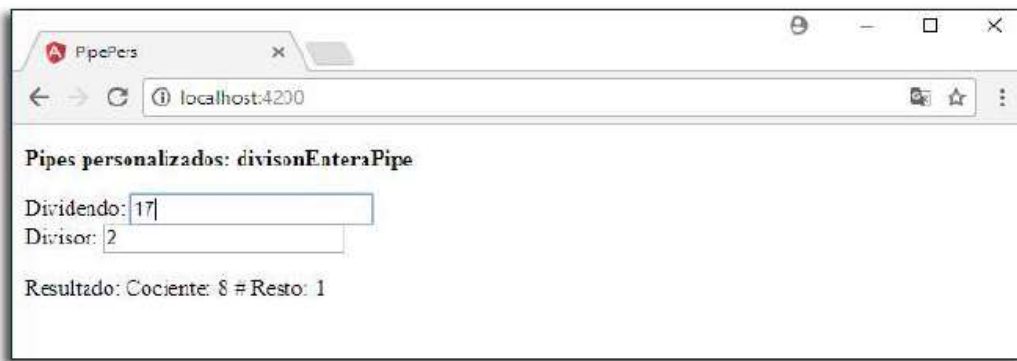 PipePers
localhost:4200
Pipes personalizados: divisonEnteraPipe
Dividendo: 17
Divisor: 2
Resultado: Cociente: 8 # Resto: 1